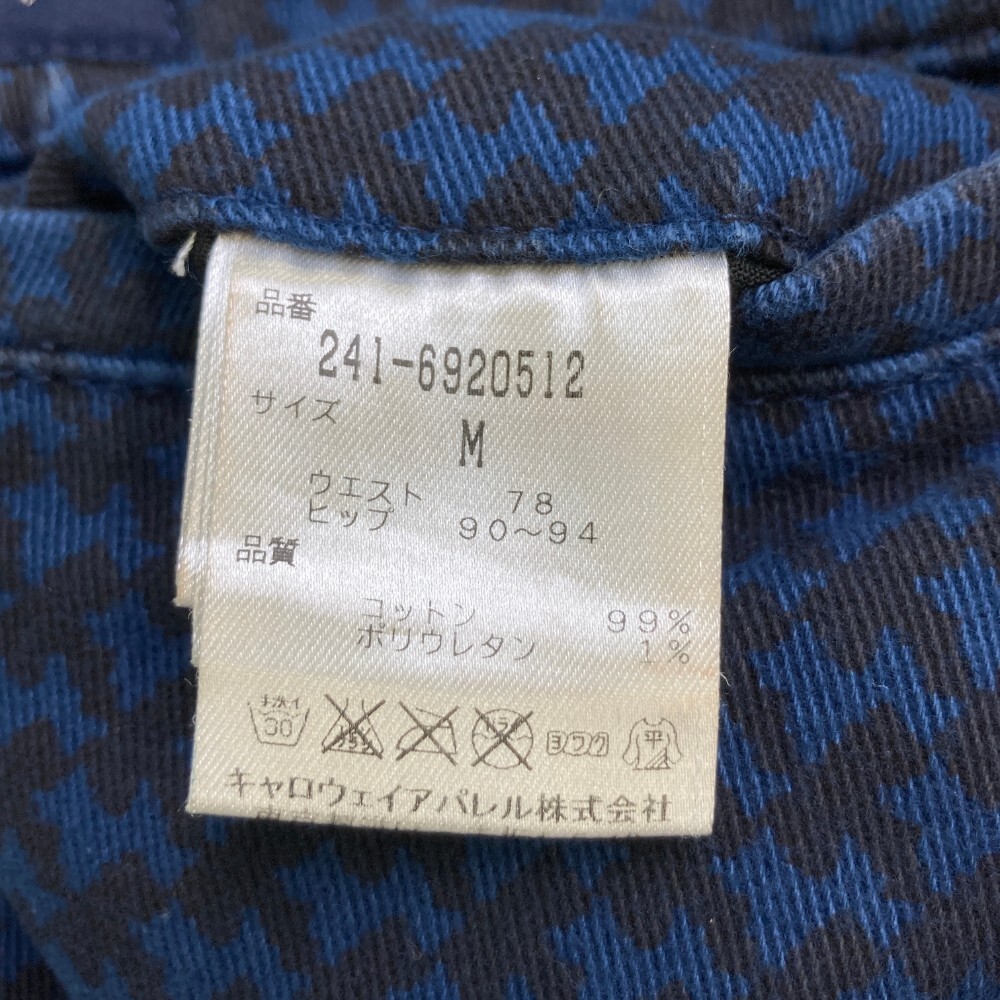 品番
241-6920512
サイズ
M
ウエスト 78
ヒップ 90~94
品質
コットン 99%
ポリウレタン 1%
手洗イ
30
ヨワク
平
キャロウェイアパレル株式会社